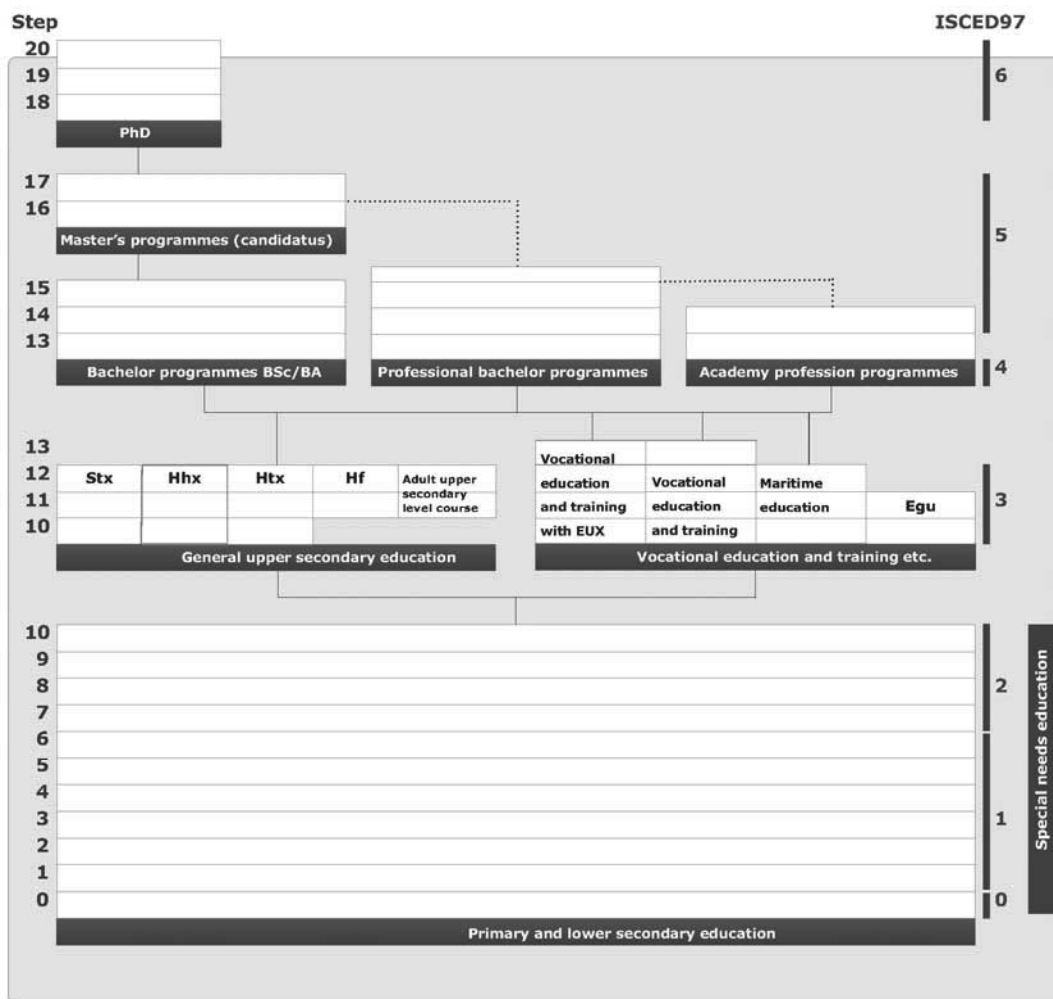 Step
ISCED97
20
19
6
18
PhD
17
16
Master's programmes (candidatus)
5
15
14
13
Bachelor programmes BSc/BA
Professional bachelor programmes
Academy profession programmes
4
13
12
11
10
Stx
Hhx
Htx
Hf
Adult upper
secondary
level course
General upper secondary education
Vocational
education
and training
with EUX
Vocational
education
and training
Maritime
education
Egu
3
Vocational education and training etc.
10
9
8
7
6
5
4
3
2
1
0
2
1
0
Special needs education
Primary and lower secondary education